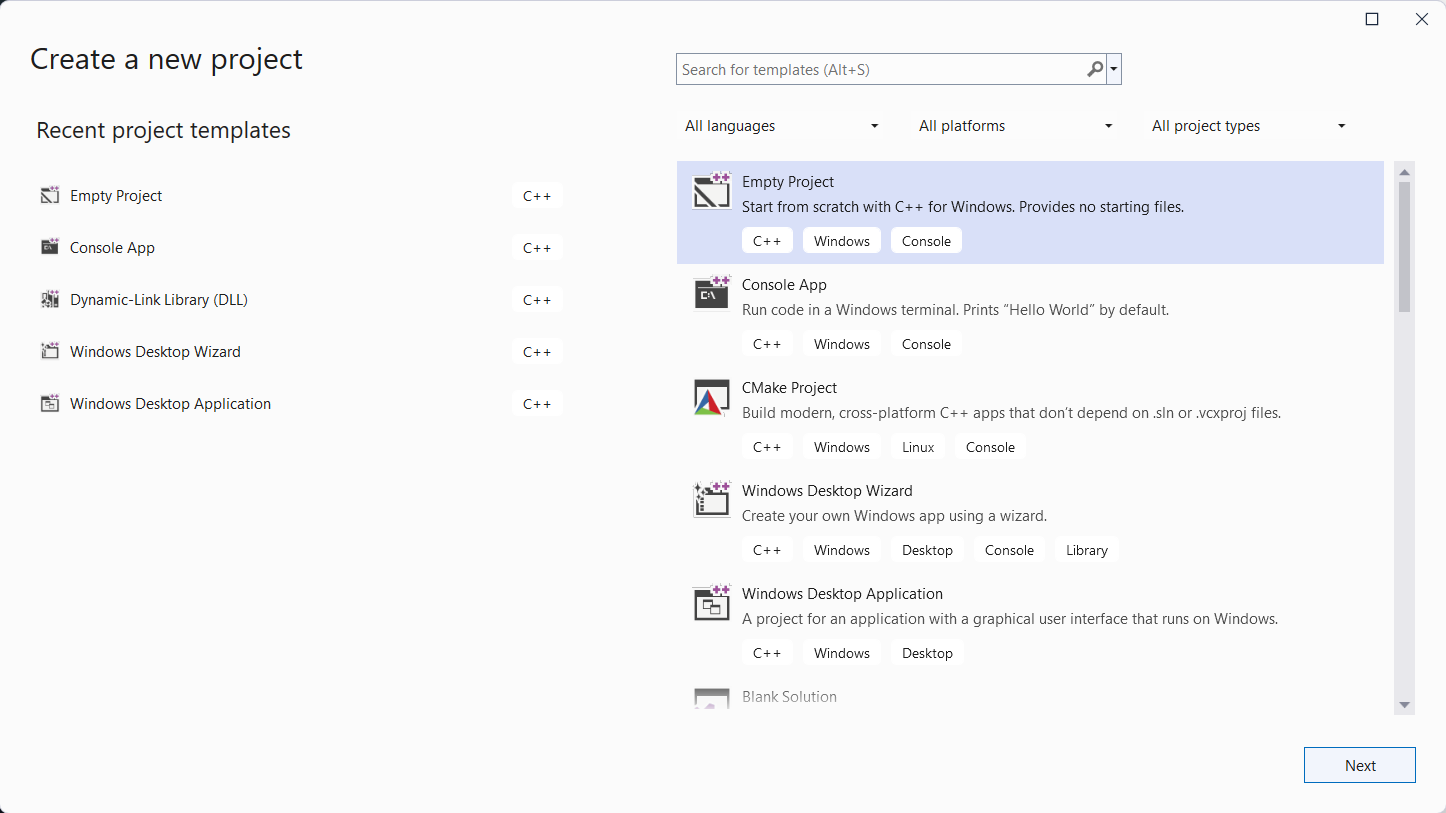 Create a new project
Search for templates (Alt+S)
Recent project templates
All languages
All platforms
All project types
Empty Project
C++
Console App
C++
Dynamic-Link Library (DLL)
C++
Windows Desktop Wizard
C++
Windows Desktop Application
C++
Empty Project
Start from scratch with C++ for Windows. Provides no starting files.
C++ Windows Console
Console App
Run code in a Windows terminal. Prints “Hello World” by default.
C++ Windows Console
CMake Project
Build modern, cross-platform C++ apps that don’t depend on .sln or .vcxproj files.
C++ Windows Linux Console
Windows Desktop Wizard
Create your own Windows app using a wizard.
C++ Windows Desktop Console Library
Windows Desktop Application
A project for an application with a graphical user interface that runs on Windows.
C++ Windows Desktop
Blank Solution
Next